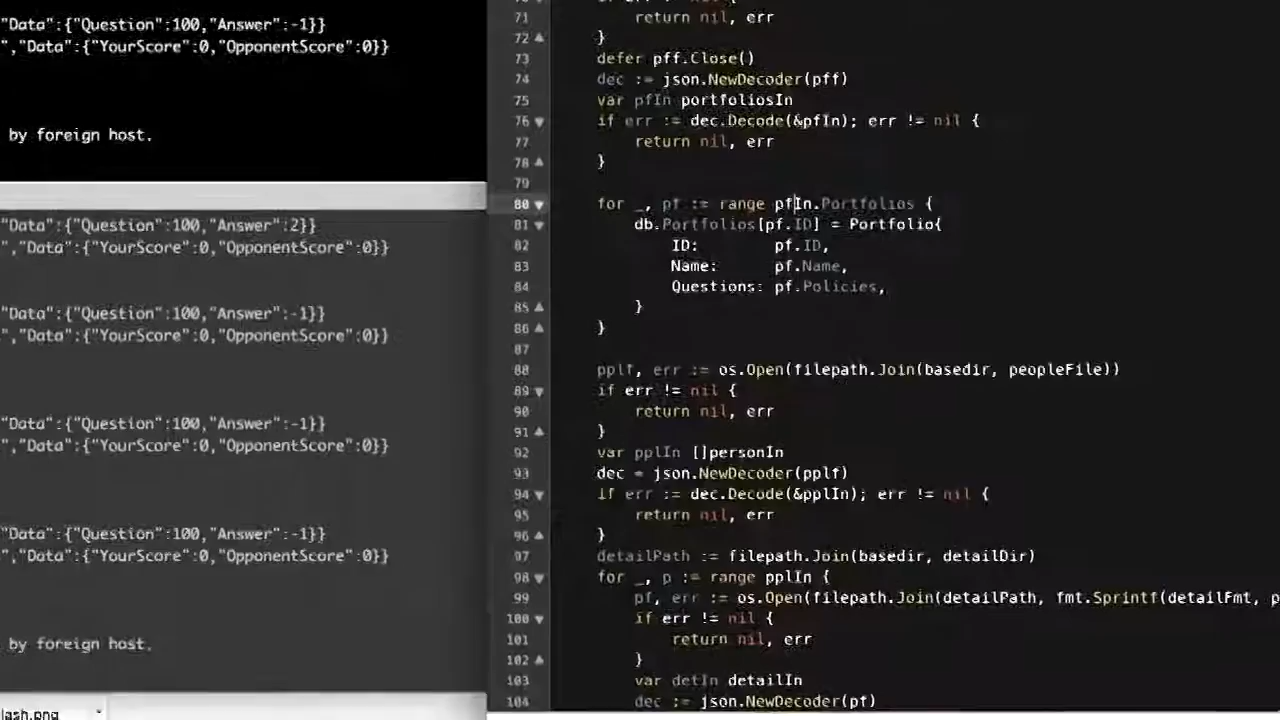 "Data":{"Question":100,"Answer":-1}}
","Data":{"YourScore":0,"OpponentScore":0}}
by foreign host.
"Data":{"Question":100,"Answer":2}}
","Data":{"YourScore":0,"OpponentScore":0}}
"Data":{"Question":100,"Answer":-1}}
","Data":{"YourScore":0,"OpponentScore":0}}
"Data":{"Question":100,"Answer":-1}}
","Data":{"YourScore":0,"OpponentScore":0}}
"Data":{"Question":100,"Answer":-1}}
","Data":{"YourScore":0,"OpponentScore":0}}
by foreign host.
lash.png
71 return nil, err
72 }
73 defer pff.Close()
74 dec := json.NewDecoder(pff)
75 var pfIn portfoliosIn
76 if err := dec.Decode(&pfIn); err != nil {
77 return nil, err
78 }
79
80 for _, pf := range pfIn.Portfolios {
81 db.Portfolios[pf.ID] = Portfolio{
82 ID: pf.ID,
83 Name: pf.Name,
84 Questions: pf.Policies,
85 }
86 }
87
88 pplf, err := os.Open(filepath.Join(basedir, peopleFile))
89 if err != nil {
90 return nil, err
91 }
92 var pplIn []personIn
93 dec = json.NewDecoder(pplf)
94 if err := dec.Decode(&pplIn); err != nil {
95 return nil, err
96 }
97 detailPath := filepath.Join(basedir, detailDir)
98 for _, p := range pplIn {
99 pf, err := os.Open(filepath.Join(detailPath, fmt.Sprintf(detailFmt, p
100 if err != nil {
101 return nil, err
102 }
103 var detIn detailIn
104 dec := json.NewDecoder(pf)